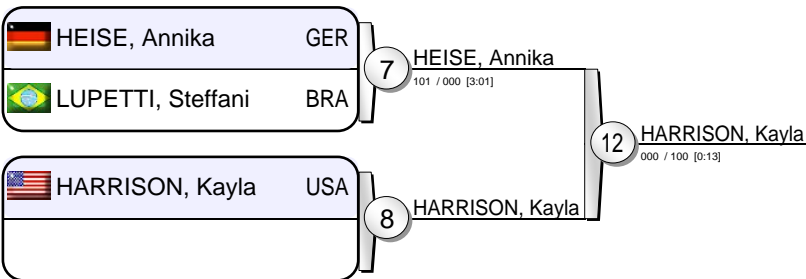 HEISE, Annika GER
LUPETTI, Steffani BRA
7
HEISE, Annika
101 / 000 [3:01]
HARRISON, Kayla USA
8
HARRISON, Kayla
12
HARRISON, Kayla
000 / 100 [0:13]